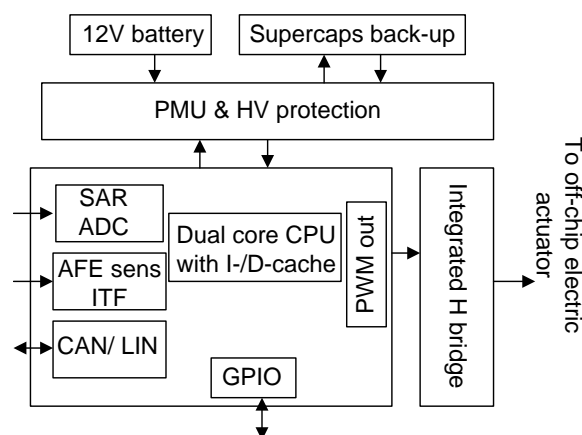 12V battery
Supercaps back-up
PMU & HV protection
SAR
ADC
Dual core CPU
with I-/D-cache
AFE sens
ITF
CAN/ LIN
GPIO
PWM out
Integrated H bridge
To off-chip electric
actuator